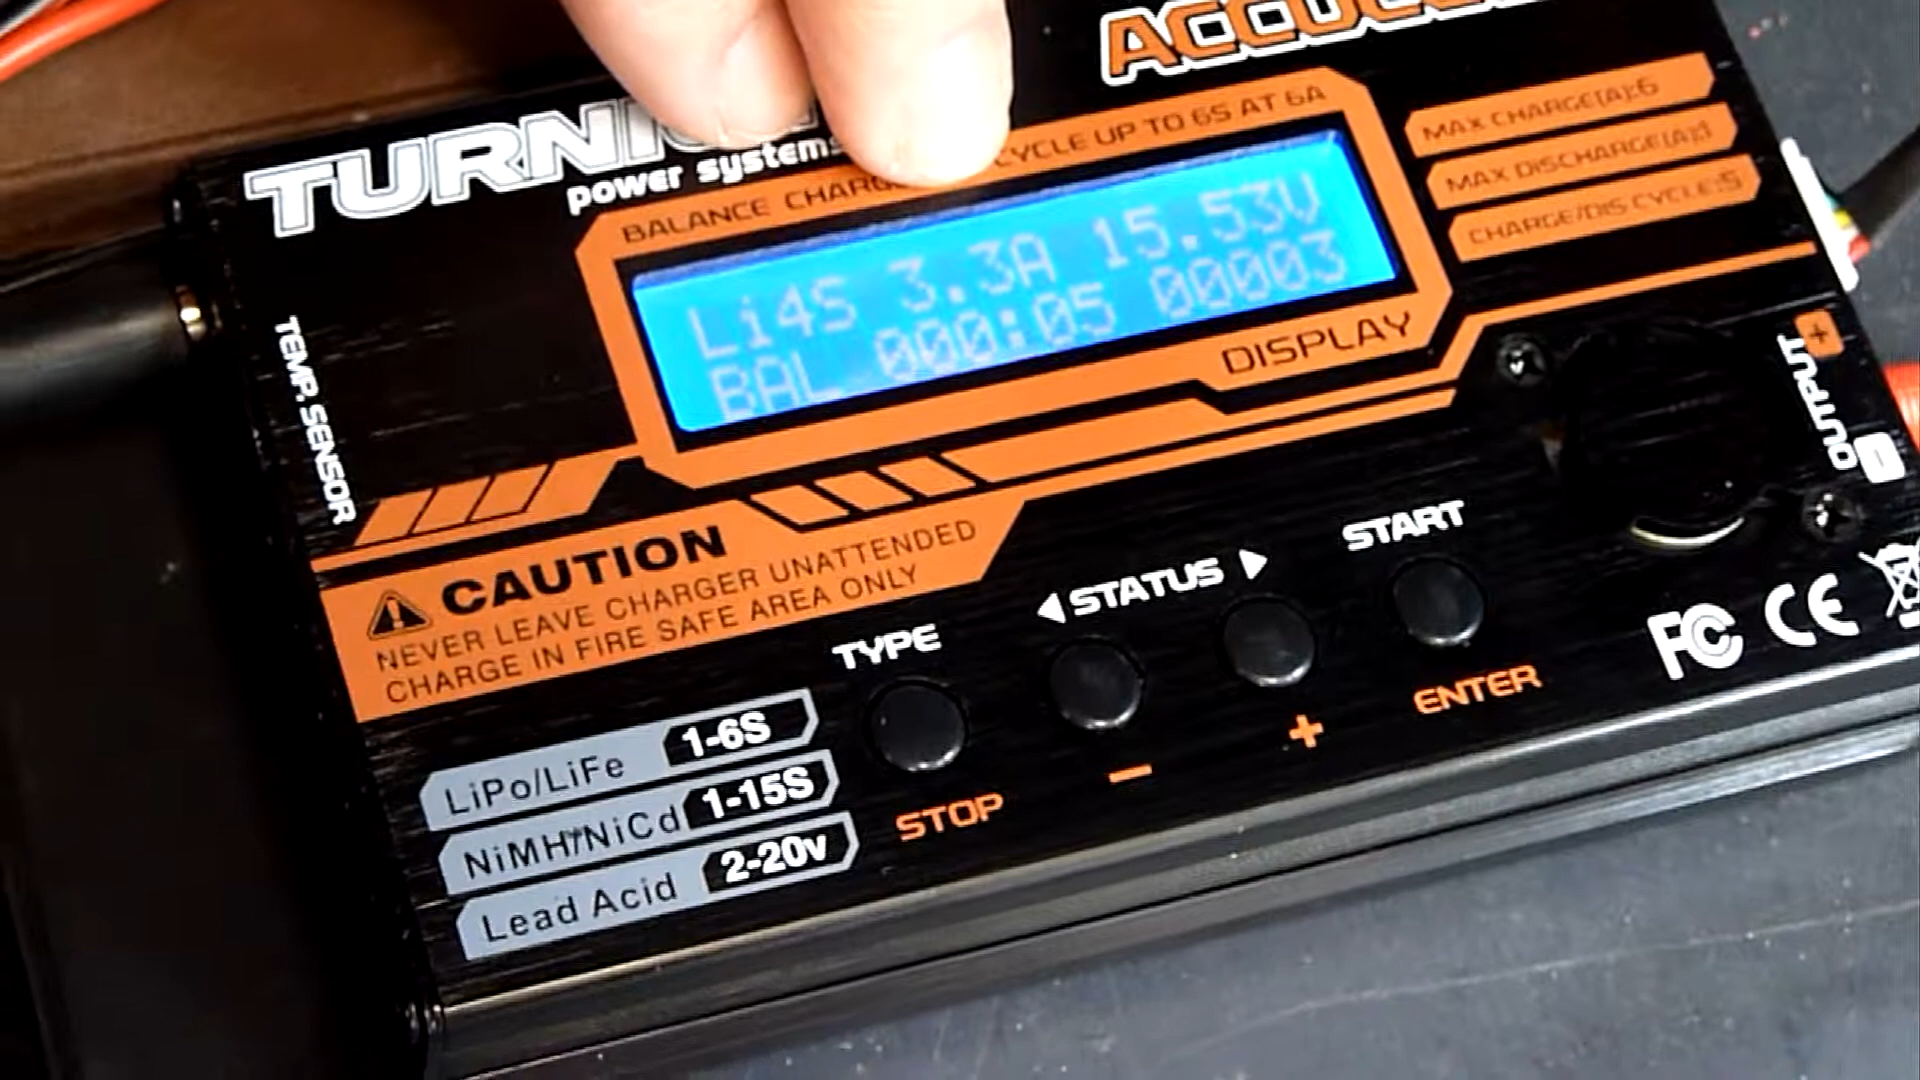 TURNIGY
power systems
BALANCE CHARGE CYCLE UP TO 6S AT 6A
Li4S 3.3A 15.53V
BAL 000:05 00003
DISPLAY
MAX CHARGE(A):6
MAX DISCHARGE(A):1
CHARGE/DIS CYCLE:5
TEMP. SENSOR
OUTPUT
+
-
CAUTION
NEVER LEAVE CHARGER UNATTENDED
CHARGE IN FIRE SAFE AREA ONLY
TYPE
STATUS
START
STOP
-
+
ENTER
LiPo/LiFe 1-6S
NiMH/NiCd 1-15S
Lead Acid 2-20v
FC CE